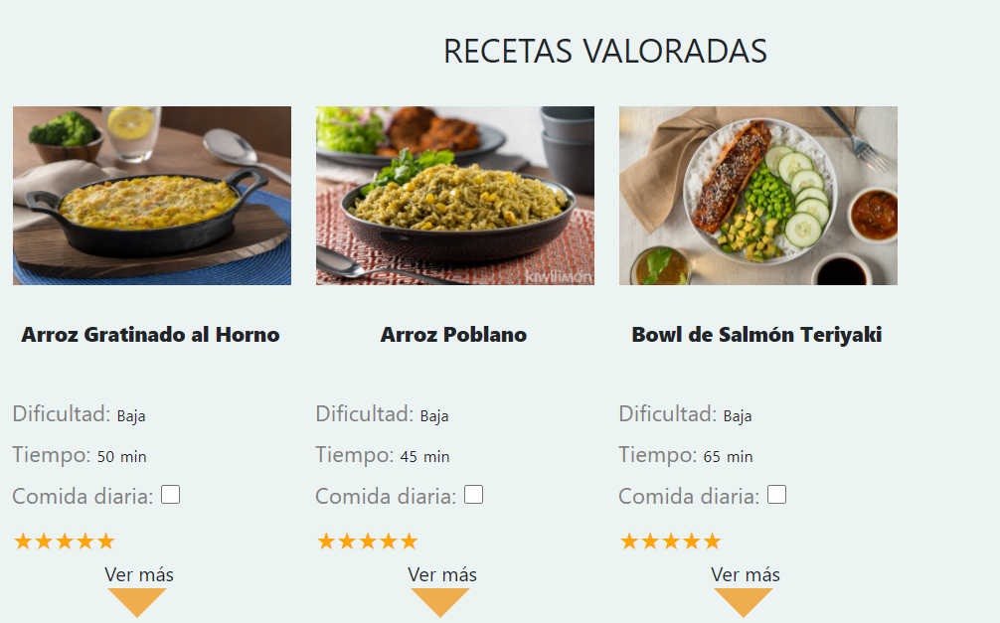 RECETAS VALORADAS
kiwilimón
Arroz Gratinado al Horno
Arroz Poblano
Bowl de Salmón Teriyaki
Dificultad: Baja
Dificultad: Baja
Dificultad: Baja
Tiempo: 50 min
Tiempo: 45 min
Tiempo: 65 min
Comida diaria:
Comida diaria:
Comida diaria:
★★★★★
★★★★★
★★★★★
Ver más
Ver más
Ver más